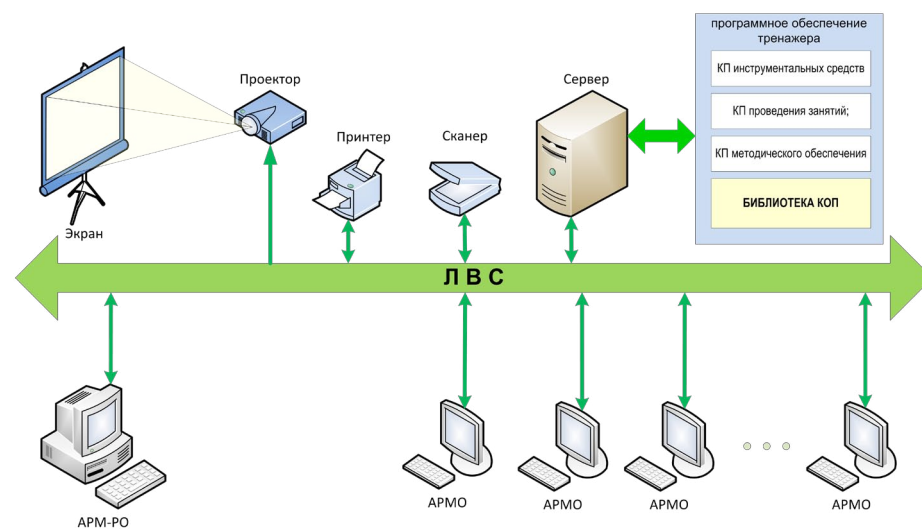 программное обеспечение
тренажера
КП инструментальных средств
КП проведения занятий;
КП методического обеспечения
БИБЛИОТЕКА КОП
Проектор
Принтер
Сканер
Сервер
Экран
Л В С
АРМ-РО
АРМО
АРМО
АРМО
АРМО